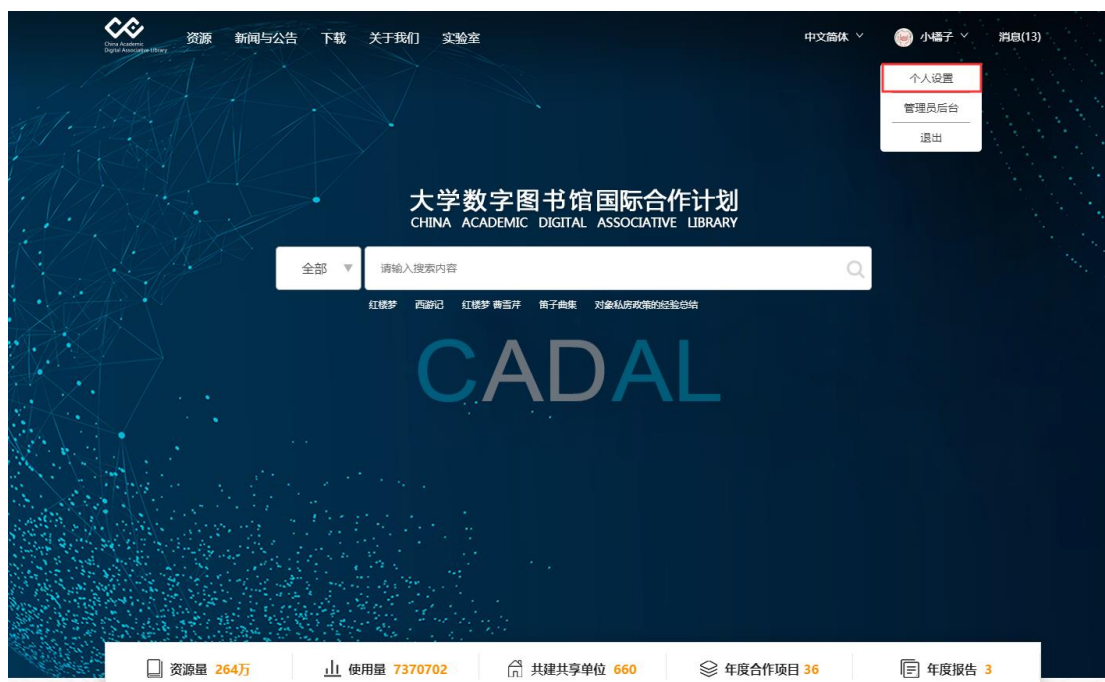 China Academic
Digital Associative Library
资源 新闻与公告 下载 关于我们 实验室 中文简体 小橘子 消息(13)
个人设置
管理员后台
退出
大学数字图书馆国际合作计划
CHINA ACADEMIC DIGITAL ASSOCIATIVE LIBRARY
全部 请输入搜索内容
红楼梦 西游记 红楼梦 曹雪芹 笛子曲集 对象私房政策的经验总结
CADAL
资源量 264万 使用量 7370702 共建共享单位 660 年度合作项目 36 年度报告 3